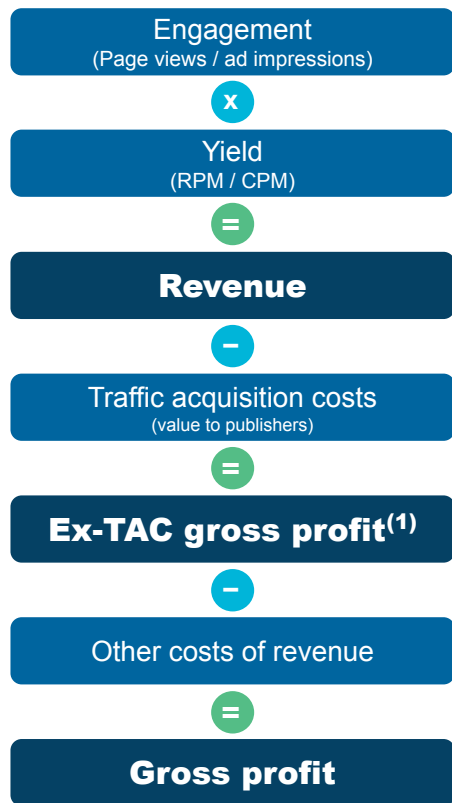 Engagement
(Page views / ad impressions)
x
Yield
(RPM / CPM)
=
Revenue
–
Traffic acquisition costs
(value to publishers)
=
Ex-TAC gross profit(1)
–
Other costs of revenue
=
Gross profit